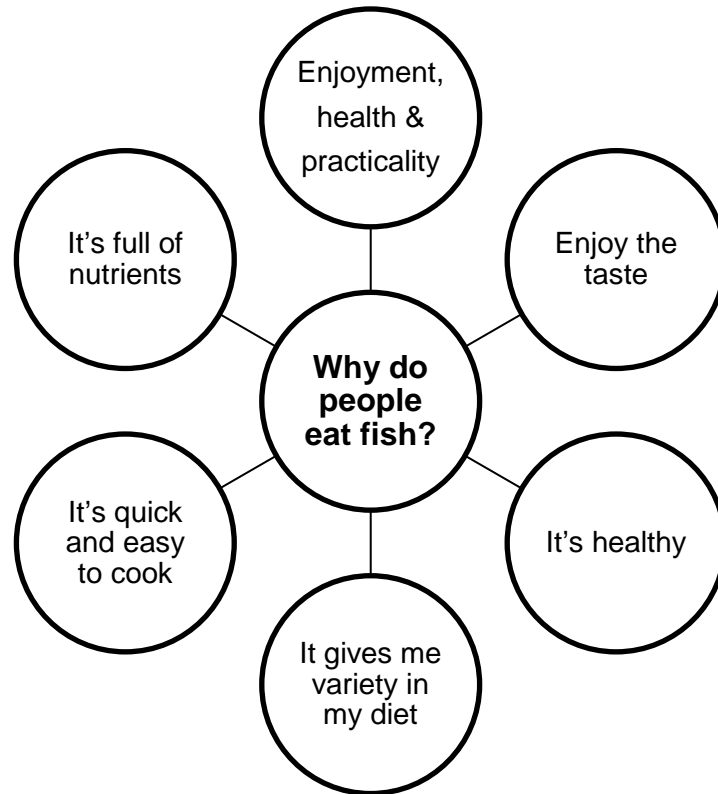 Enjoyment,
health &
practicality
Enjoy the
taste
It's healthy
It gives me
variety in
my diet
It’s quick
and easy
to cook
It’s full of
nutrients
Why do
people
eat fish?